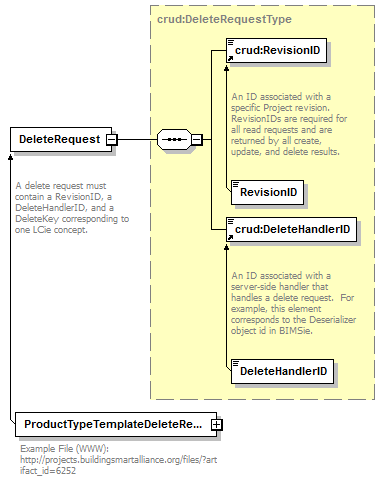 crud:DeleteRequestType
crud:RevisionID
An ID associated with a
specific Project revision.
RevisionIDs are required for
all read requests and are
returned by all create,
update, and delete results.
DeleteRequest
A delete request must
contain a RevisionID, a
DeleteHandlerID, and a
DeleteKey corresponding to
one LCie concept.
RevisionID
crud:DeleteHandlerID
An ID associated with a
server-side handler that
handles a delete request. For
example, this element
corresponds to the Deserializer
object id in BIMSie.
DeleteHandlerID
ProductTypeTemplateDeleteRe...
Example File (WWW):
http://projects.buildingsmartalliance.org/files/?art
ifact_id=6252